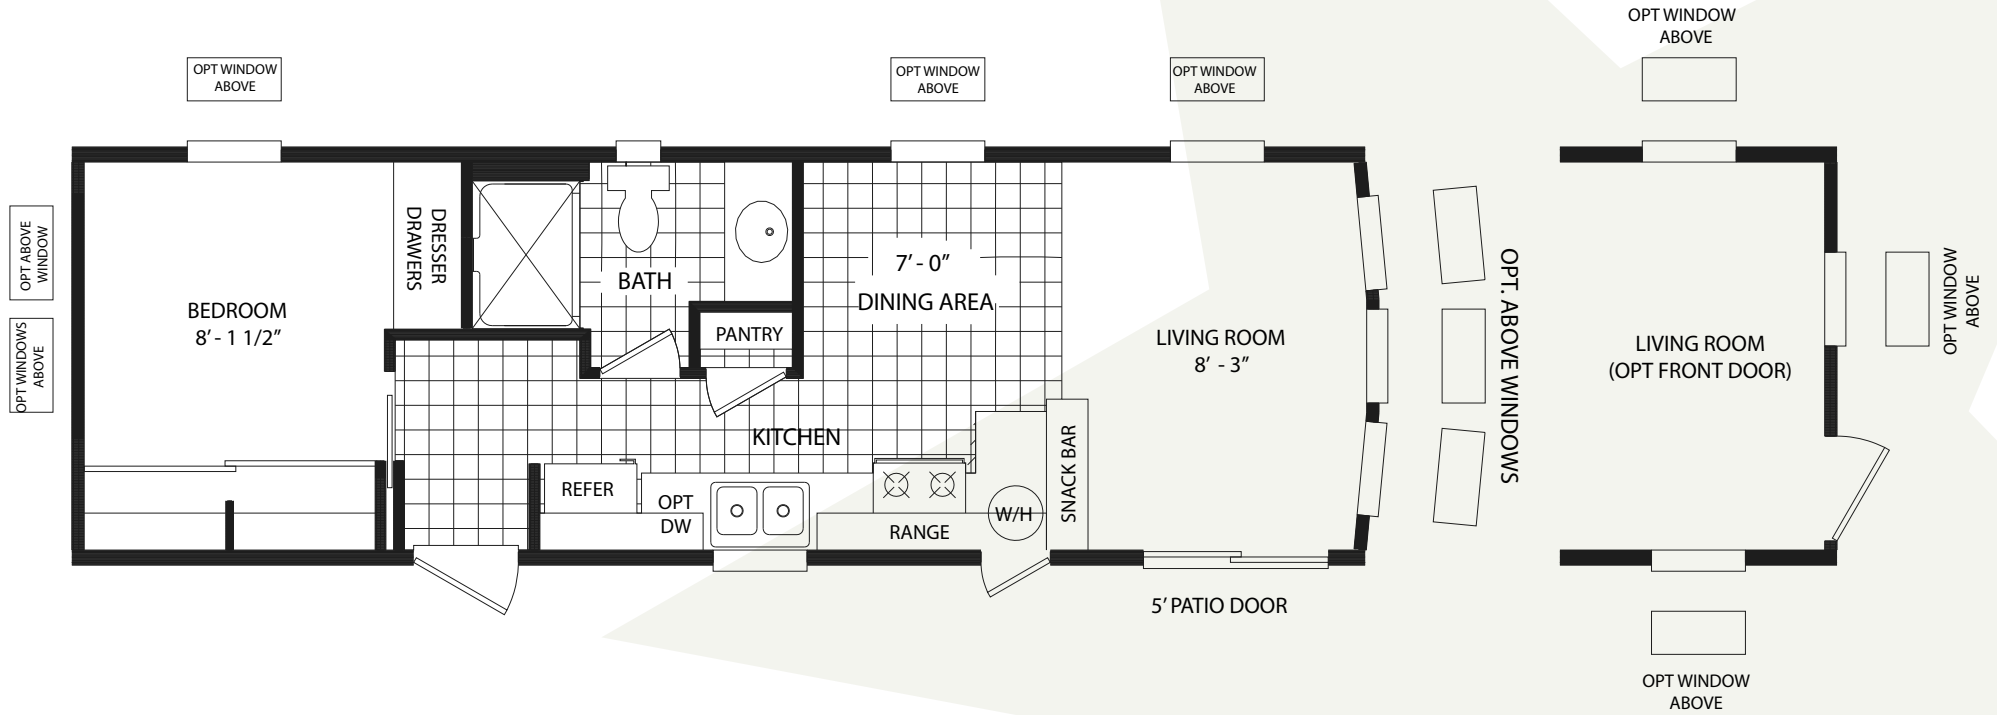 OPT WINDOW
ABOVE
OPT WINDOW
ABOVE
OPT WINDOW
ABOVE
OPT WINDOW
ABOVE
OPT ABOVE
WINDOW
OPT WINDOWS
ABOVE
BEDROOM
8' - 1 1/2"
DRESSER
DRAWERS
BATH
PANTRY
7' - 0"
DINING AREA
KITCHEN
REFER
OPT
DW
RANGE
W/H
SNACK BAR
LIVING ROOM
8' - 3"
5' PATIO DOOR
OPT. ABOVE WINDOWS
LIVING ROOM
(OPT FRONT DOOR)
OPT WINDOW
ABOVE
OPT WINDOW
ABOVE